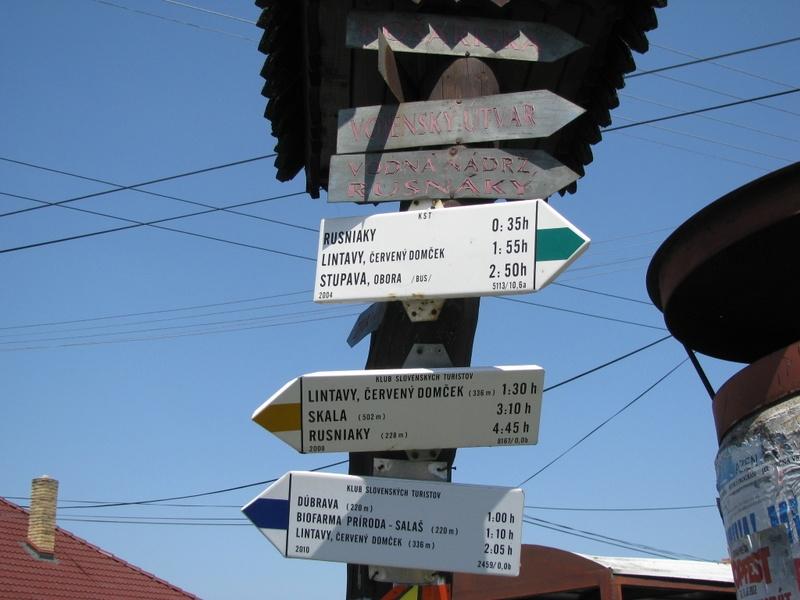 KOŠARISKÁ
VOJENSKÝ ÚTVAR
VODNÁ NÁDRŽ,
RUSNÁKY
KST
RUSNIAKY 0:35h
LINTAVY, ČERVENÝ DOMČEK 1:55h
STUPAVA, OBORA /BUS/ 2:50h
2004 5113/10,6a
KLUB SLOVENSKÝCH TURISTOV
LINTAVY, ČERVENÝ DOMČEK (336 m) 1:30 h
SKALA (502 m) 3:10 h
RUSNIAKY (228 m) 4:45 h
2008 8167/0,0b
KLUB SLOVENSKÝCH TURISTOV
DÚBRAVA (220 m) 1:00 h
BIOFARMA PRÍRODA - SALAŠ (220 m) 1:10 h
LINTAVY, ČERVENÝ DOMČEK (336 m) 2:05 h
2010 2459/0,0b